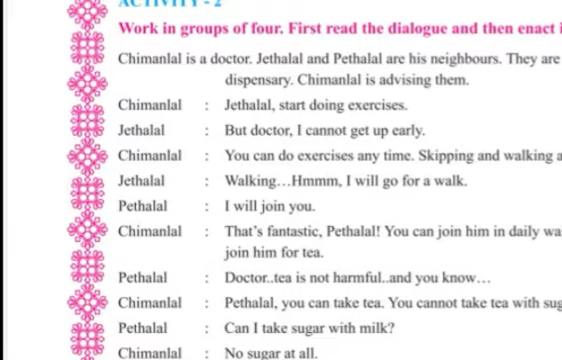 ACTIVITY - 2
Work in groups of four. First read the dialogue and then enact
Chimanlal is a doctor. Jethalal and Pethalal are his neighbours. They are
dispensary. Chimanlal is advising them.
Chimanlal : Jethalal, start doing exercises.
Jethalal : But doctor, I cannot get up early.
Chimanlal : You can do exercises any time. Skipping and walking
Jethalal : Walking…Hmmm, I will go for a walk.
Pethalal : I will join you.
Chimanlal : That's fantastic, Pethalal! You can join him in daily
join him for tea.
Pethalal : Doctor..tea is not harmful..and you know…
Chimanlal : Pethalal, you can take tea. You cannot take tea with
Pethalal : Can I take sugar with milk?
Chimanlal : No sugar at all.